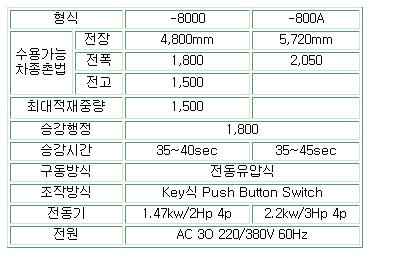 형식 -8000 -800A
수용가능
차종촌법
전장 4,800mm 5,720mm
전폭 1,800 2,050
전고 1,500
최대적재중량 1,500
승강행정 1,800
승강시간 35~40sec 35~45sec
구동방식 전동유압식
조작방식 Key식 Push Button Switch
전동기 1.47kw/2Hp 4p 2.2kw/3Hp 4p
전원 AC 3O 220/380V 60Hz